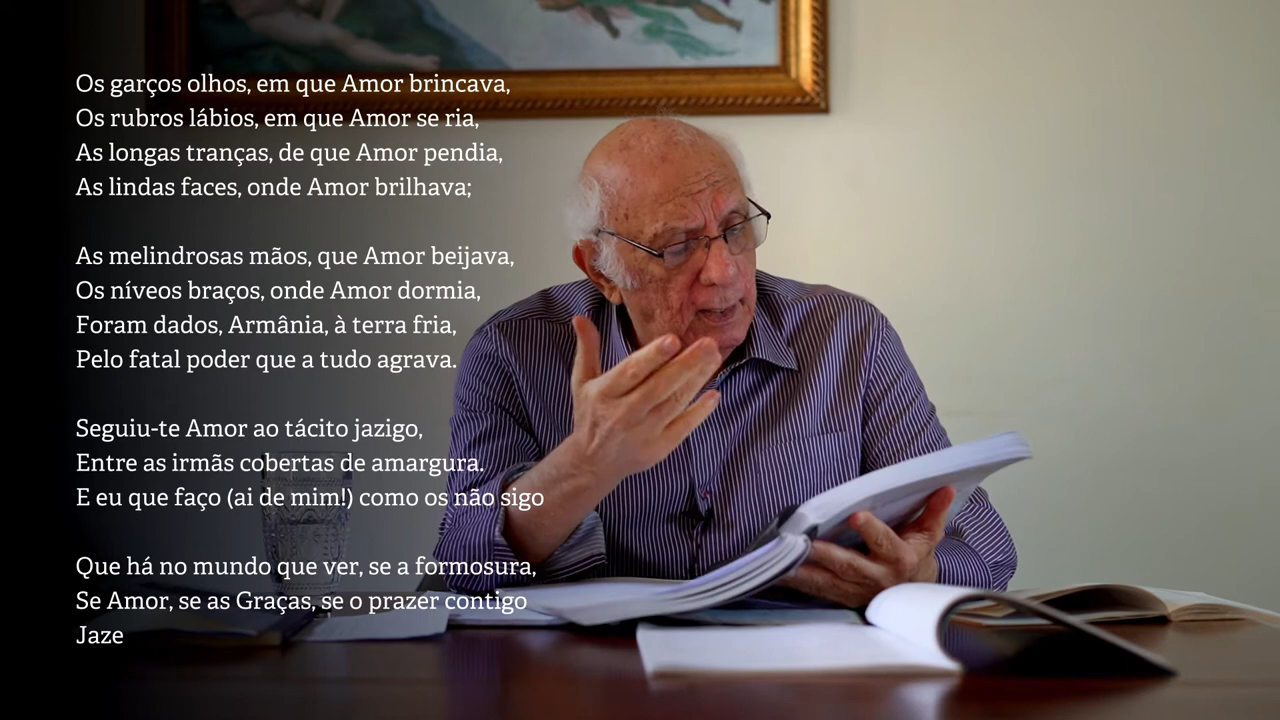 Os garços olhos, em que Amor brincava,
Os rubros lábios, em que Amor se ria,
As longas tranças, de que Amor pendia,
As lindas faces, onde Amor brilhava;
As melindrosas mãos, que Amor beijava,
Os níveos braços, onde Amor dormia,
Foram dados, Armânia, à terra fria,
Pelo fatal poder que a tudo agrava.
Seguiu-te Amor ao tácito jazigo,
Entre as irmãs cobertas de amargura.
E eu que faço (ai de mim!) como os não sigo
Que há no mundo que ver, se a formosura,
Se Amor, se as Graças, se o prazer contigo
Jaze